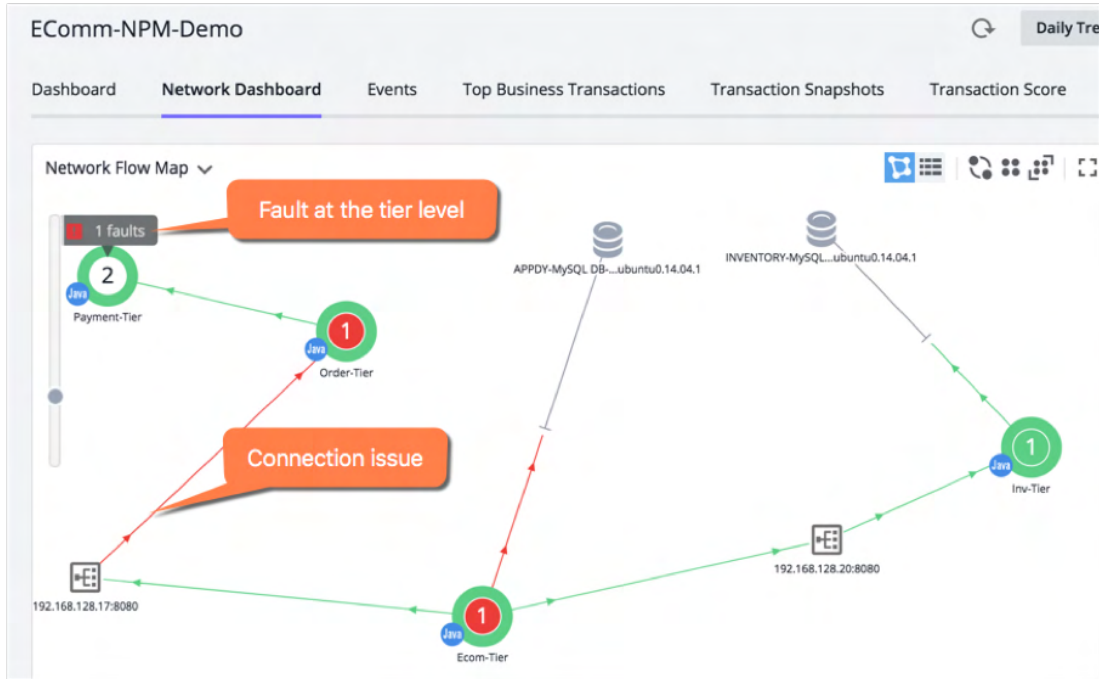 EComm-NPM-Demo
Daily Tre
Dashboard
Network Dashboard
Events
Top Business Transactions
Transaction Snapshots
Transaction Score
Network Flow Map
Fault at the tier level
1 faults
2
Java
Payment-Tier
APPDY-MySQL DB-...ubuntu0.14.04.1
INVENTORY-MySQL...ubuntu0.14.04.1
1
Java
Order-Tier
Connection issue
1
Java
Inv-Tier
192.168.128.20:8080
192.168.128.17:8080
1
Java
Ecom-Tier